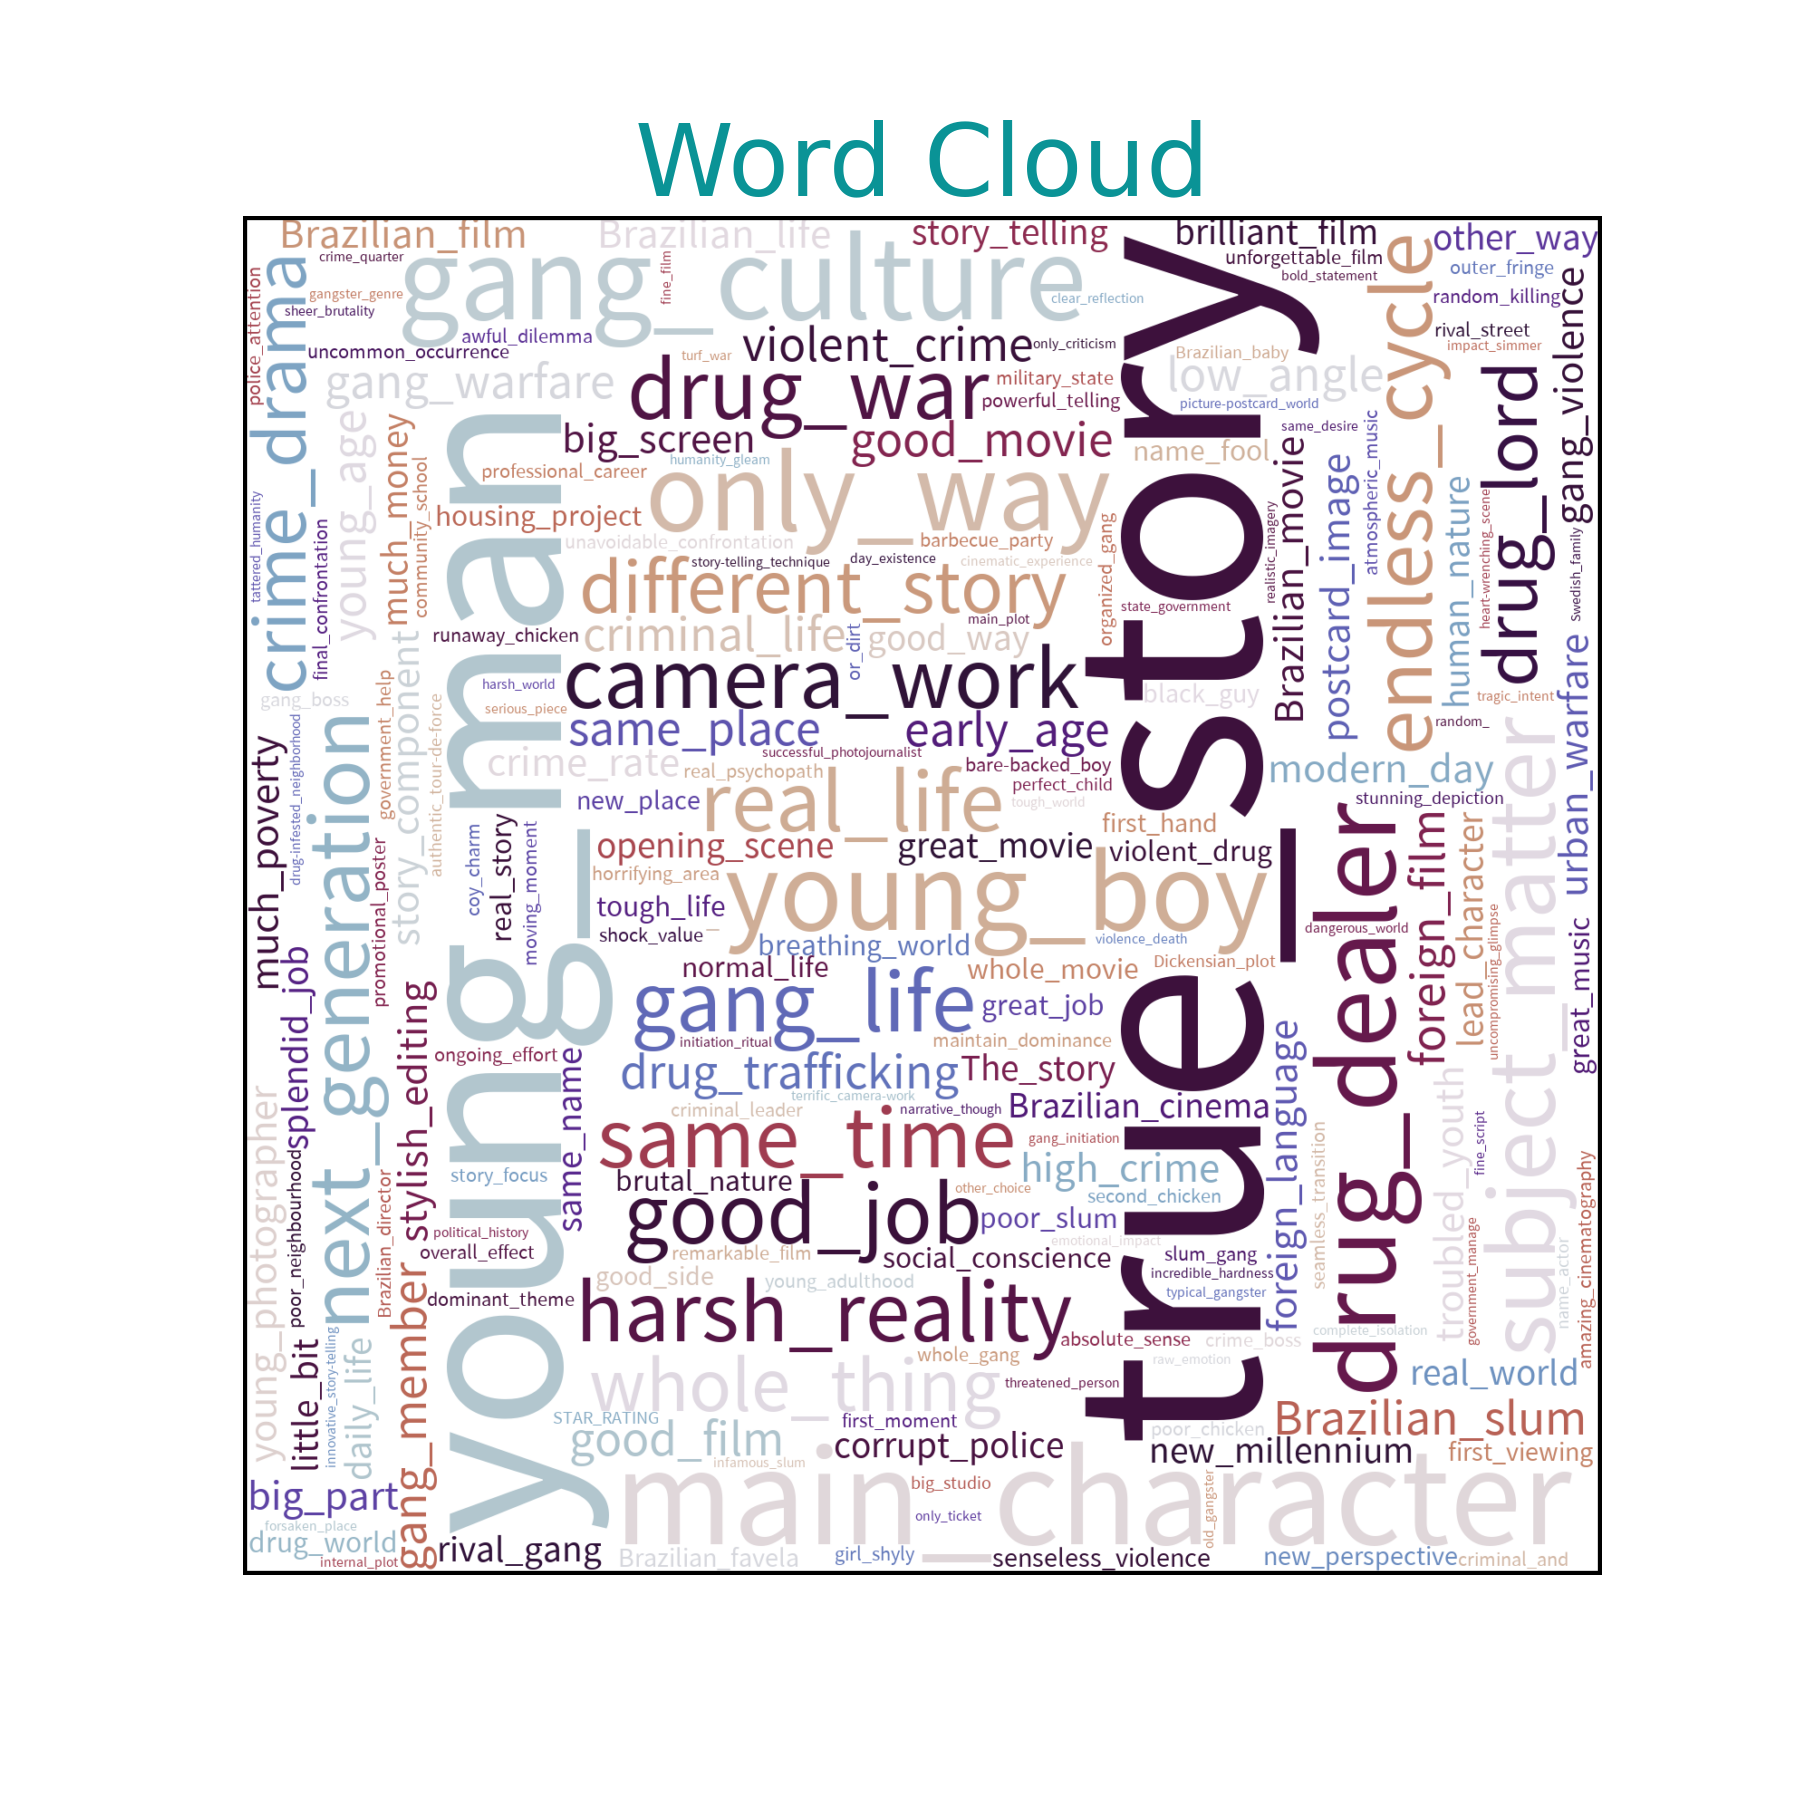 Word Cloud
Brazilian_film
Brazilian_life
story_telling
brilliant_film
other_way
crime_quarter
gang_culture
fine_film
unforgettable_film
bold_statement
outer_fringe
police_attention
crime_drama
gangster_genre
sheer_brutality
clear_reflection
random_killing
awful_dilemma
uncommon_occurrence
violent_crime
only_criticism
turf_war
Brazilian_baby
rival_street
impact_simmer
gang_violence
endless_cycle
gang_warfare
drug_war
military_state
powerful_telling
low_angle
picture-postcard_world
drug_lord
young_age
much_money
big_screen
good_movie
same_desire
atmospheric_music
name_fool
Brazilian_movie
humanity_gleam
professional_career
community_school
only_way
postcard_image
human_nature
heart-wrenching_scene
tattered_humanity
final_confrontation
housing_project
unavoidable_confrontation
barbecue_party
organized_gang
realistic_imagery
swedish_family
story-telling_technique
day_existence
cinematic_experience
different_story
state_government
main_plot
runaway_chicken
criminal_life
or_dirt
good_way
young_man
true_story
camera_work
harsh_world
serious_piece
black_guy
gang_boss
government_help
story_component
authentic_tour-de-force
tragic_intent
random_
urban_warfare
same_place
early_age
successful_photojournalist
crime_rate
real_psychopath
bare-backed_boy
perfect_child
tough_world
modern_day
stunning_depiction
much_poverty
drug-infested_neighborhood
next_generation
new_place
real_life
first_hand
subject_matter
coy_charm
real_story
moving_moment
opening_scene
great_movie
violent_drug
drug_dealer
foreign_film
lead_character
horrifying_area
young_boy
promotional_poster
tough_life
shock_value
breathing_world
violence_death
dangerous_world
uncompromising_glimpse
great_music
splendid_job
normal_life
whole_movie
Dickensian_plot
stylish_editing
gang_life
great_job
initiation_ritual
maintain_dominance
foreign_language
ongoing_effort
same_name
drug_trafficking
The_story
terrific_camera-work
criminal_leader
narrative_though
Brazilian_cinema
young_photographer
poor_neighbourhood
same_time
gang_initiation
seamless_transition
troubled_youth
fine_script
story_focus
brutal_nature
high_crime
other_choice
second_chicken
amazing_cinematography
Brazilian_director
good_job
poor_slum
political_history
overall_effect
remarkable_film
emotional_impact
social_conscience
slum_gang
incredible_hardness
typical_gangster
government_manage
name_actor
good_side
young_adulthood
dominant_theme
harsh_reality
absolute_sense
crime_boss
complete_isolation
gang_member
little_bit
innovative_story-telling
daily_life
whole_gang
raw_emotion
whole_thing
threatened_person
real_world
STAR_RATING
first_moment
poor_chicken
Brazilian_slum
good_film
corrupt_police
new_millennium
first_viewing
infamous_slum
main_character
big_studio
old_gangster
big_part
forsaken_place
only_ticket
drug_world
internal_plot
rival_gang
Brazilian_favela
girl_shyly
senseless_violence
new_perspective
criminal_and